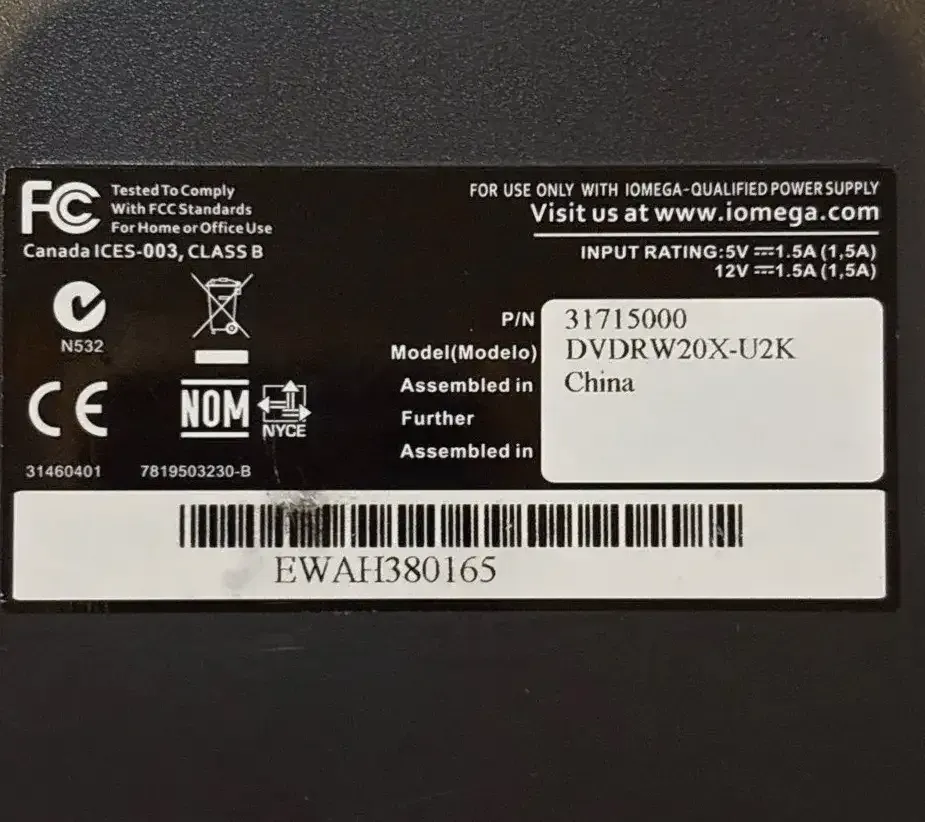 FC Tested To Comply
With FCC Standards
For Home or Office Use
Canada ICES-003, CLASS B
FOR USE ONLY WITH IOMEGA-QUALIFIED POWER SUPPLY
Visit us at www.iomega.com
INPUT RATING:5V ⎓1.5A (1,5A)
12V ⎓1.5A (1,5A)
N532
CE
NOM
NYCE
31460401 7819503230-B
P/N 31715000
Model(Modelo) DVDRW20X-U2K
Assembled in China
Further
Assembled in
EWAH380165